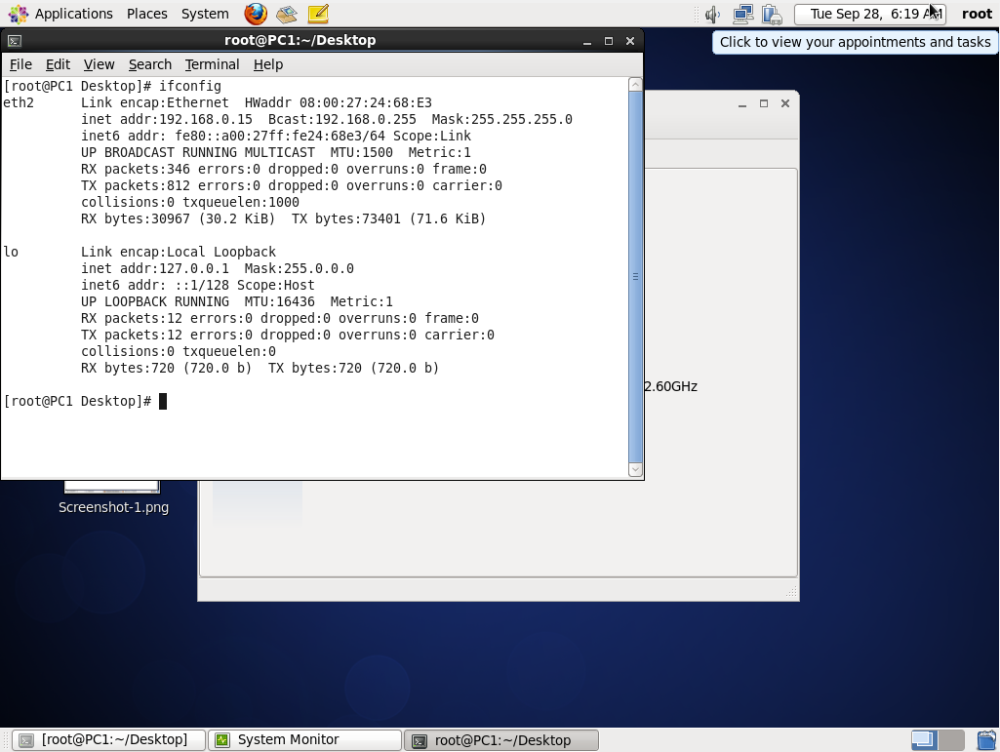 Applications Places System Tue Sep 28, 6:19 AM root
Click to view your appointments and tasks
root@PC1:~/Desktop
File Edit View Search Terminal Help
[root@PC1 Desktop]# ifconfig
eth2 Link encap:Ethernet HWaddr 08:00:27:24:68:E3
inet addr:192.168.0.15 Bcast:192.168.0.255 Mask:255.255.255.0
inet6 addr: fe80::a00:27ff:fe24:68e3/64 Scope:Link
UP BROADCAST RUNNING MULTICAST MTU:1500 Metric:1
RX packets:346 errors:0 dropped:0 overruns:0 frame:0
TX packets:812 errors:0 dropped:0 overruns:0 carrier:0
collisions:0 txqueuelen:1000
RX bytes:30967 (30.2 KiB) TX bytes:73401 (71.6 KiB)
lo Link encap:Local Loopback
inet addr:127.0.0.1 Mask:255.0.0.0
inet6 addr: ::1/128 Scope:Host
UP LOOPBACK RUNNING MTU:16436 Metric:1
RX packets:12 errors:0 dropped:0 overruns:0 frame:0
TX packets:12 errors:0 dropped:0 overruns:0 carrier:0
collisions:0 txqueuelen:0
RX bytes:720 (720.0 b) TX bytes:720 (720.0 b)
2.60GHz
[root@PC1 Desktop]#
Screenshot-1.png
[root@PC1:~/Desktop] System Monitor root@PC1:~/Desktop